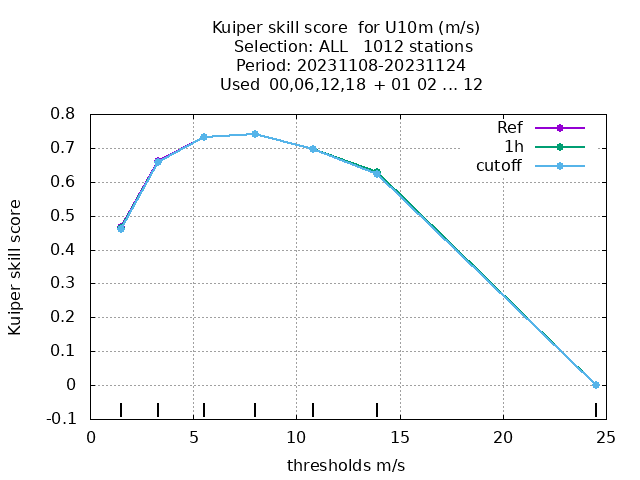 Kuiper skill score for U10m (m/s)
Selection: ALL 1012 stations
Period: 20231108-20231124
Used 00,06,12,18 + 01 02 ... 12
Ref
1h
cutoff
Kuiper skill score
0.8
0.7
0.6
0.5
0.4
0.3
0.2
0.1
0
-0.1
0 5 10 15 20 25
thresholds m/s